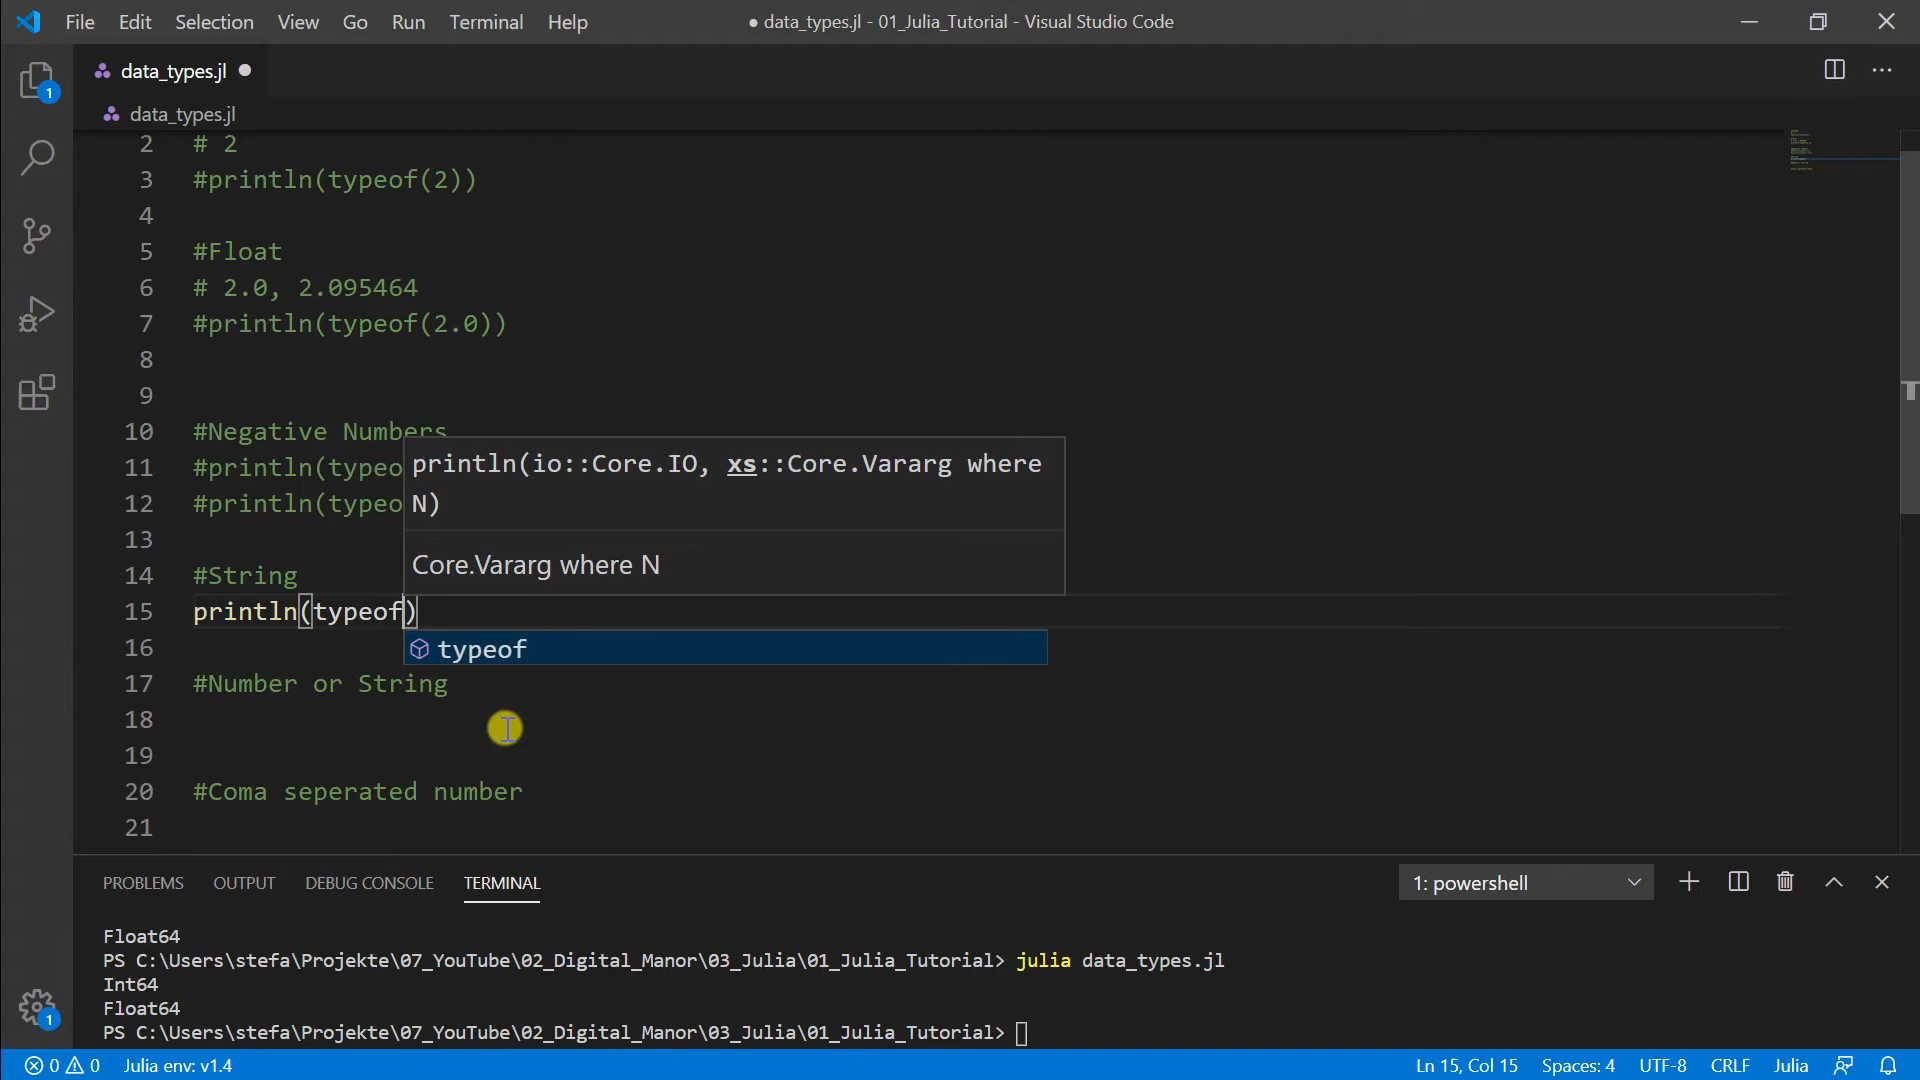 File Edit Selection View Go Run Terminal Help
● data_types.jl - 01_Julia_Tutorial - Visual Studio Code
1
data_types.jl ●
data_types.jl
2 # 2
3 #println(typeof(2))
4
5 #Float
6 # 2.0, 2.095464
7 #println(typeof(2.0))
8
9
10 #Negative Numbers
11 #println(typeo
12 #println(typeo
println(io::Core.IO, xs::Core.Vararg where
N)
Core.Vararg where N
13
14 #String
15 println(typeof)
typeof
16
17 #Number or String
18
19
20 #Coma seperated number
21
PROBLEMS OUTPUT DEBUG CONSOLE TERMINAL 1: powershell
Float64
PS C:\Users\stefa\Projekte\07_YouTube\02_Digital_Manor\03_Julia\01_Julia_Tutorial> julia data_types.jl
Int64
Float64
PS C:\Users\stefa\Projekte\07_YouTube\02_Digital_Manor\03_Julia\01_Julia_Tutorial>
1
0 0 Julia env: v1.4 Ln 15, Col 15 Spaces: 4 UTF-8 CRLF Julia